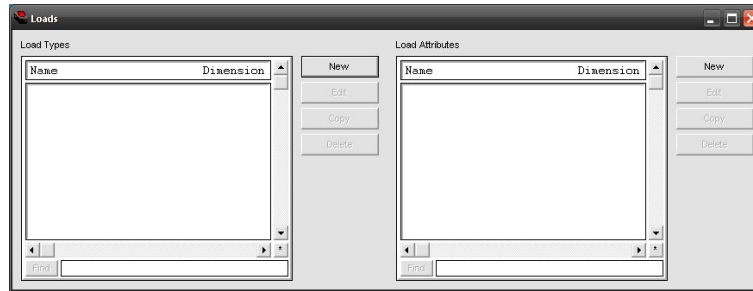 Loads
Load Types
Name Dimension
New
Edit
Copy
Delete
Find
Load Attributes
Name Dimension
New
Edit
Copy
Delete
Find